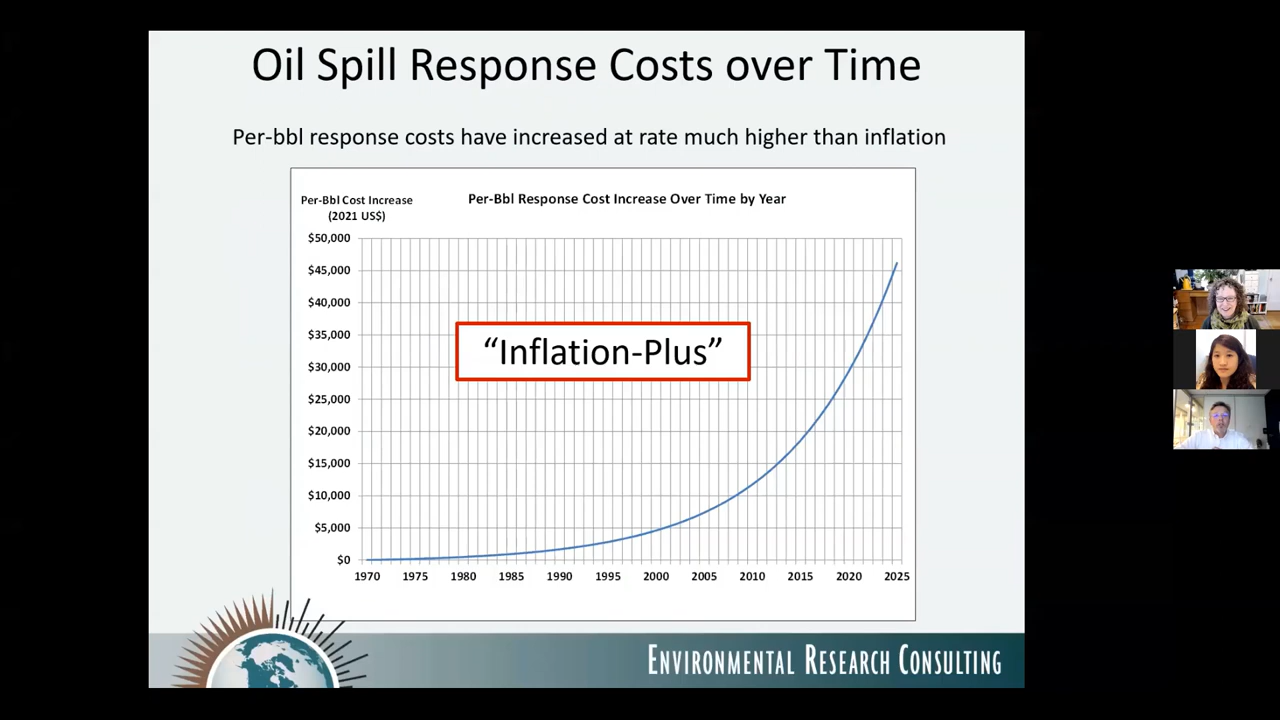 Oil Spill Response Costs over Time
Per-bbl response costs have increased at rate much higher than inflation
Per-Bbl Cost Increase
(2021 US$)
Per-Bbl Response Cost Increase Over Time by Year
$50,000
$45,000
$40,000
$35,000
$30,000
$25,000
$20,000
$15,000
$10,000
$5,000
$0
“Inflation-Plus”
1970 1975 1980 1985 1990 1995 2000 2005 2010 2015 2020 2025
ENVIRONMENTAL RESEARCH CONSULTING